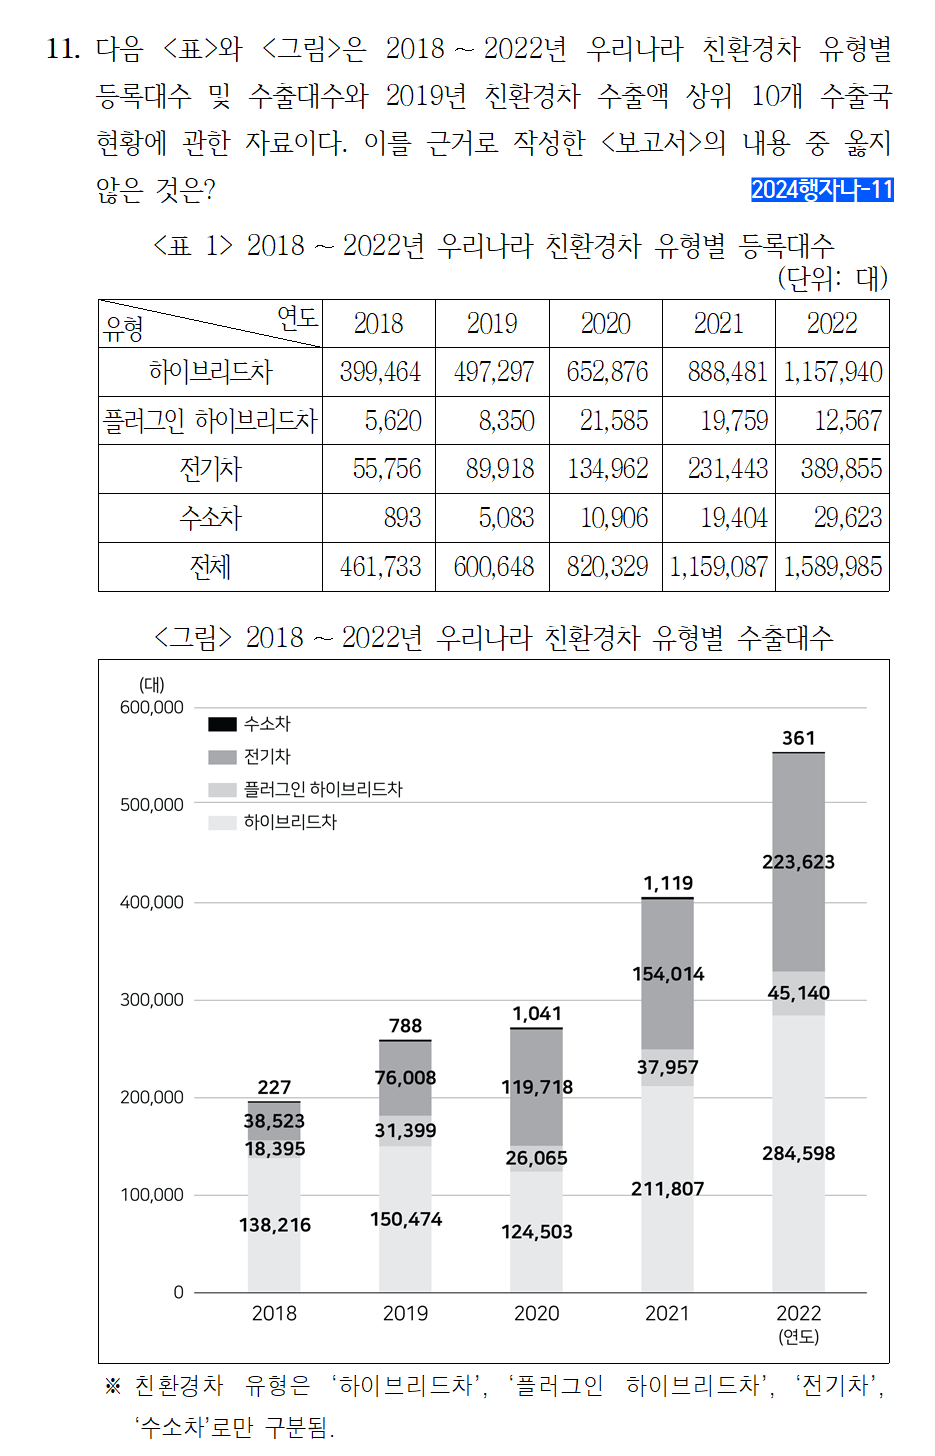 11. 다음 <표>와 <그림>은 2018～2022년 우리나라 친환경차 유형별
등록대수 및 수출대수와 2019년 친환경차 수출액 상위 10개 수출국
현황에 관한 자료이다. 이를 근거로 작성한 <보고서>의 내용 중 옳지
않은 것은? 2024행자나-11
<표 1> 2018～2022년 우리나라 친환경차 유형별 등록대수
(단위: 대)
유형 연도 2018 2019 2020 2021 2022
하이브리드차 399,464 497,297 652,876 888,481 1,157,940
플러그인 하이브리드차 5,620 8,350 21,585 19,759 12,567
전기차 55,756 89,918 134,962 231,443 389,855
수소차 893 5,083 10,906 19,404 29,623
전체 461,733 600,648 820,329 1,159,087 1,589,985
<그림> 2018～2022년 우리나라 친환경차 유형별 수출대수
(대)
600,000
500,000
400,000
300,000
200,000
100,000
0
수소차
전기차
플러그인 하이브리드차
하이브리드차
227
38,523
18,395
138,216
788
76,008
31,399
150,474
1,041
119,718
26,065
124,503
1,119
154,014
37,957
211,807
361
223,623
45,140
284,598
2018 2019 2020 2021 2022
(연도)
※ 친환경차 유형은 ‘하이브리드차’, ‘플러그인 하이브리드차’, ‘전기차’,
‘수소차’로만 구분됨.